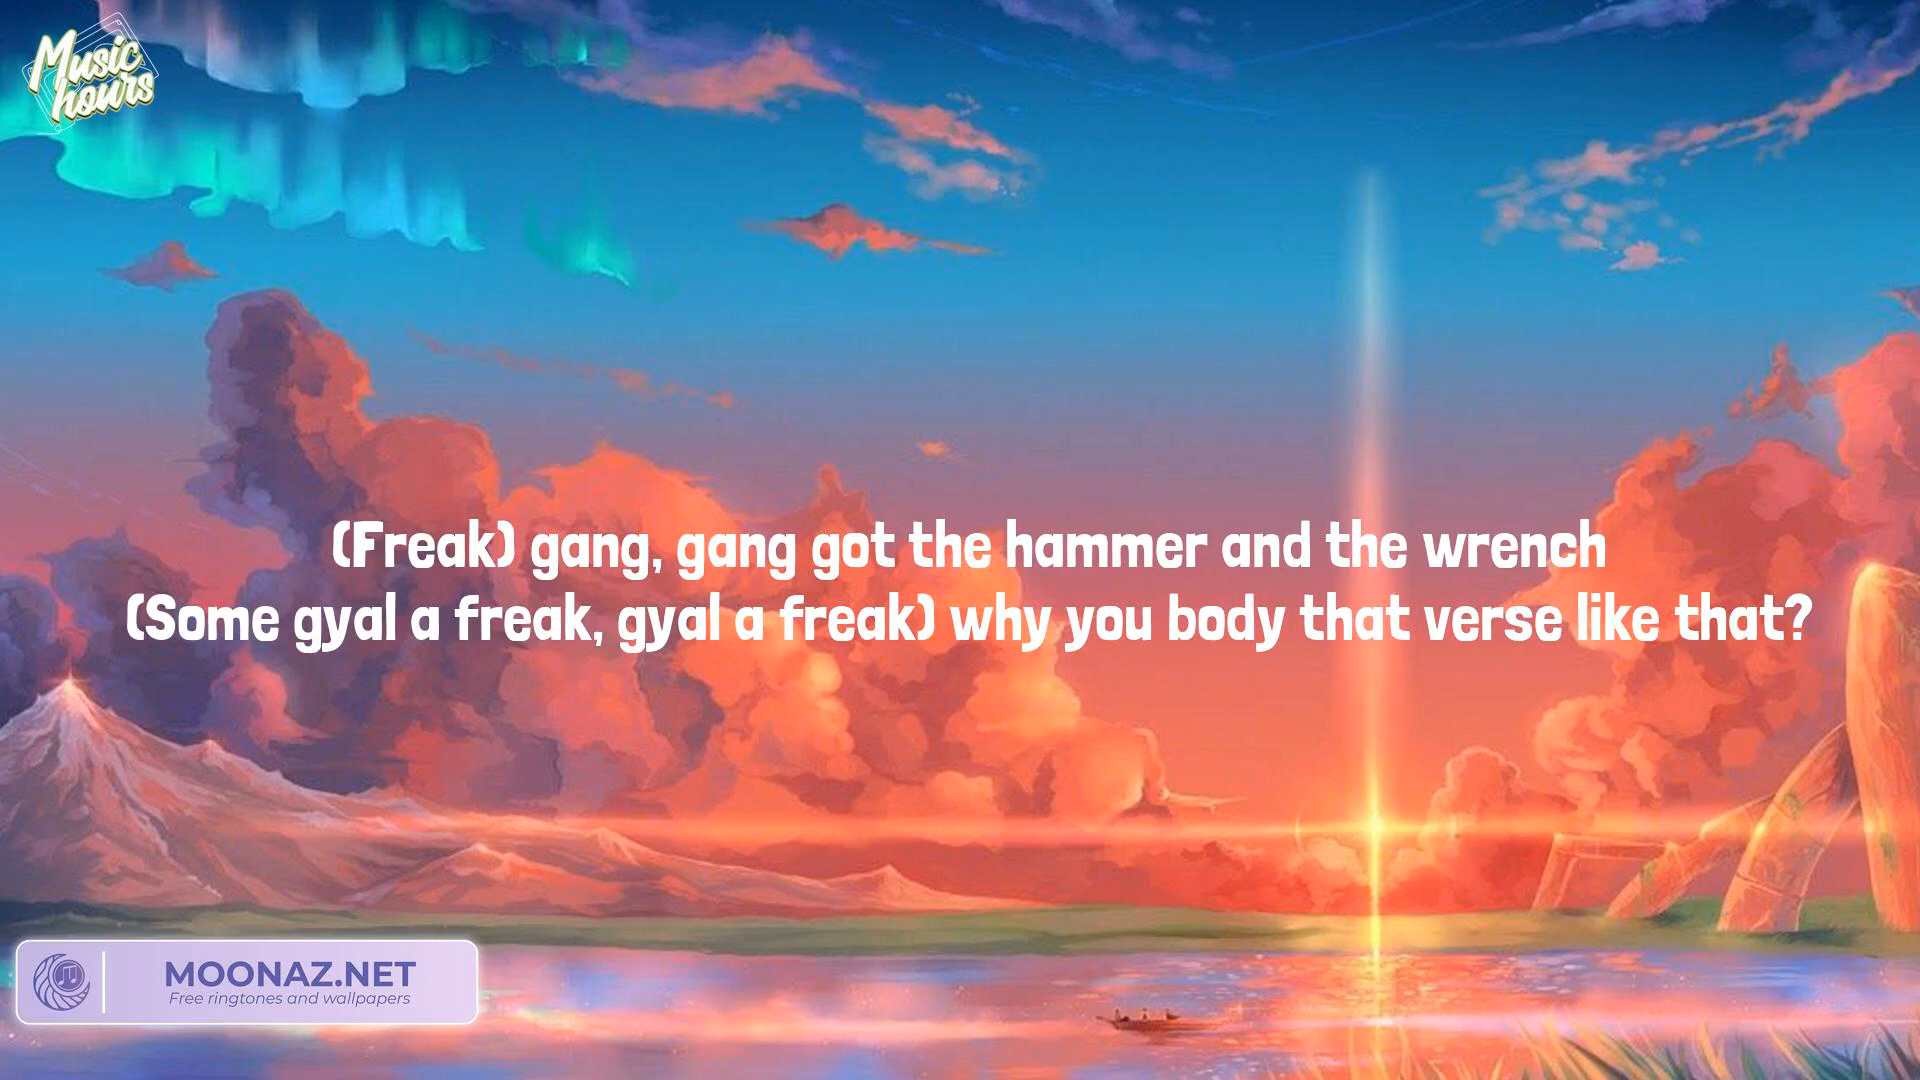 Music
hours
(Freak) gang, gang got the hammer and the wrench
(Some gyal a freak, gyal a freak) why you body that verse like that?
MOONAZ.NET
Free ringtones and wallpapers